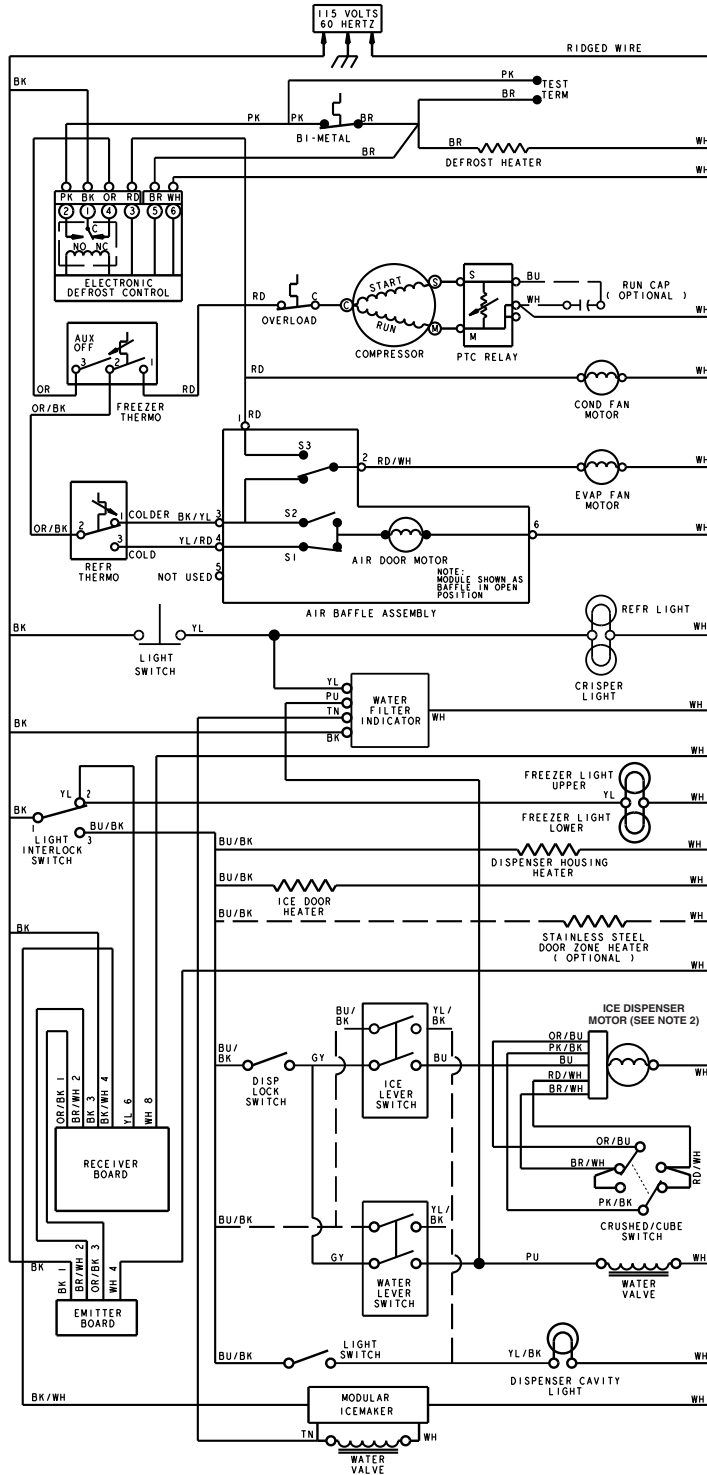 115 VOLTS
60 HERTZ
RIDGED WIRE
BK
PK
TEST
TERM
BR
PK
PK
BR
BI-METAL
BR
BR
DEFROST HEATER
WH
WH
PK BK OR RD BR WH
2 1 4 3 5 6
C
NO NC
ELECTRONIC
DEFROST CONTROL
RD
C
OVERLOAD
C
START
RUN
S
M
COMPRESSOR
S
M
PTC RELAY
BU
WH
RUN CAP
( OPTIONAL )
WH
AUX
OFF
3
2
1
OR
RD
FREEZER
THERMO
OR/BK
RD
COND FAN
MOTOR
WH
1
RD
S3
2
RD/WH
EVAP FAN
MOTOR
WH
OR/BK
2
1
COLDER
3
COLD
REFR
THERMO
BK/YL
3
YL/RD
4
5
NOT USED
S2
S1
AIR DOOR MOTOR
6
WH
NOTE:
MODULE SHOWN AS
BAFFLE IN OPEN
POSITION
AIR BAFFLE ASSEMBLY
BK
LIGHT
SWITCH
YL
REFR LIGHT
WH
CRISPER
LIGHT
YL
PU
TN
BK
WATER
FILTER
INDICATOR
WH
WH
BK
WH
FREEZER LIGHT
UPPER
YL
WH
FREEZER LIGHT
LOWER
BK
1
YL
2
BU/BK
3
LIGHT
INTERLOCK
SWITCH
BU/BK
DISPENSER HOUSING
HEATER
WH
BU/BK
ICE DOOR
HEATER
WH
BU/BK
STAINLESS STEEL
DOOR ZONE HEATER
( OPTIONAL )
WH
BK
WH
BU/
BK
YL/
BK
BU/
BK
DISP
LOCK
SWITCH
GY
ICE
LEVER
SWITCH
BU
ICE DISPENSER
MOTOR (SEE NOTE 2)
OR/BU
PK/BK
BU
RD/WH
BR/WH
WH
OR/BU
BR/WH
RD/WH
PK/BK
CRUSHED/CUBE
SWITCH
OR/BK 1
BR/WH 2
BK 3
BK/WH 4
YL 6
WH 8
RECEIVER
BOARD
BU/BK
YL/
BK
GY
WATER
LEVER
SWITCH
PU
WATER
VALVE
WH
BK
BK 1
BR/WH 2
OR/BK 3
WH 4
EMITTER
BOARD
BU/BK
LIGHT
SWITCH
YL/BK
DISPENSER CAVITY
LIGHT
WH
BK/WH
MODULAR
ICEMAKER
WH
TN
WH
WATER
VALVE